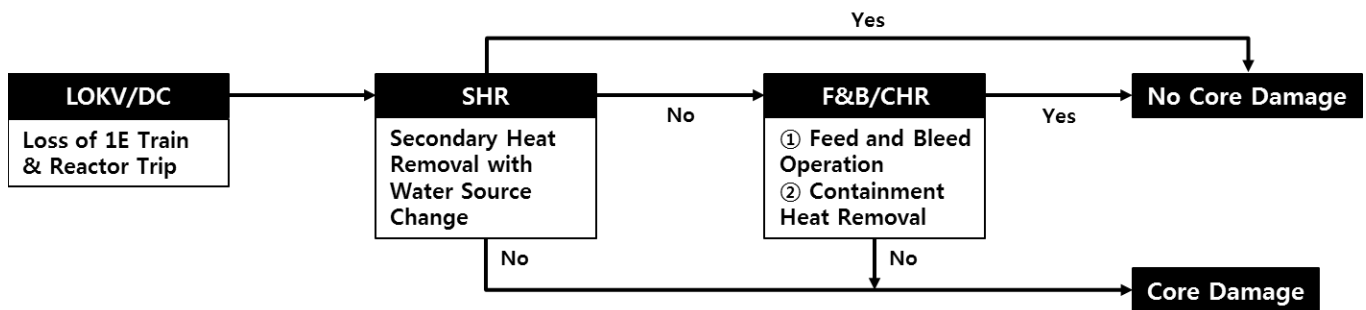 Yes
LOKV/DC
Loss of 1E Train
& Reactor Trip
SHR
Secondary Heat
Removal with
Water Source
Change
No
F&B/CHR
① Feed and Bleed
Operation
② Containment
Heat Removal
Yes
No Core Damage
No
No
Core Damage